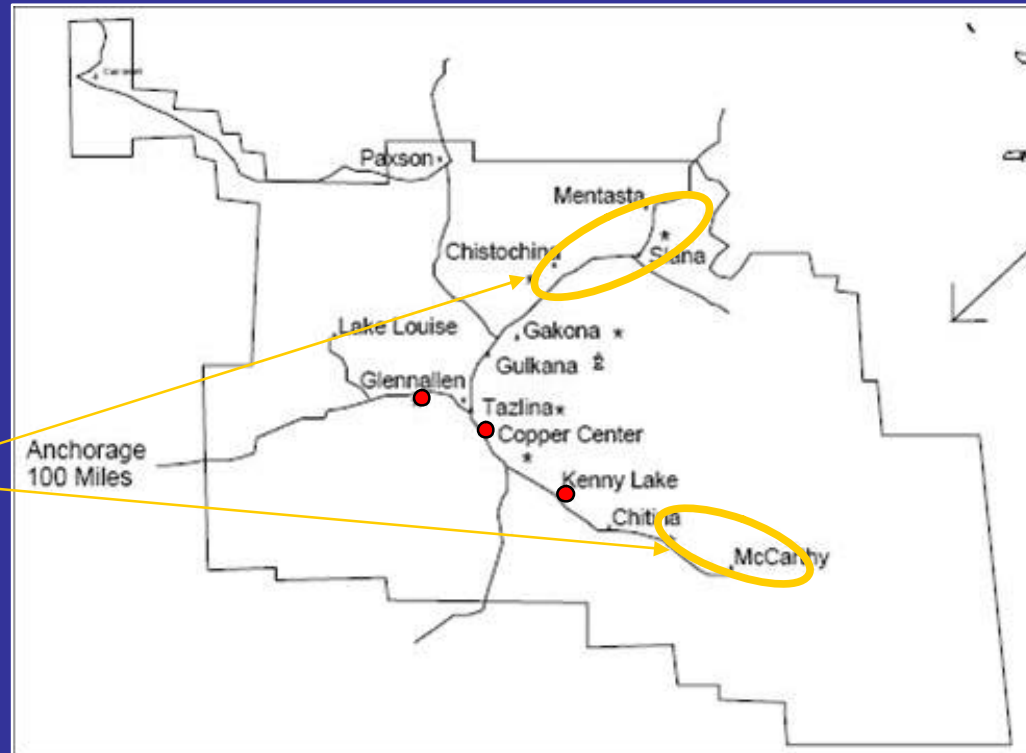 Paxson
Mentasta
Chistochina
Slana
Lake Louise
Gakona
Gulkana
Glennallen
Tazlina
Copper Center
Anchorage
100 Miles
Kenny Lake
Chitina
McCarthy